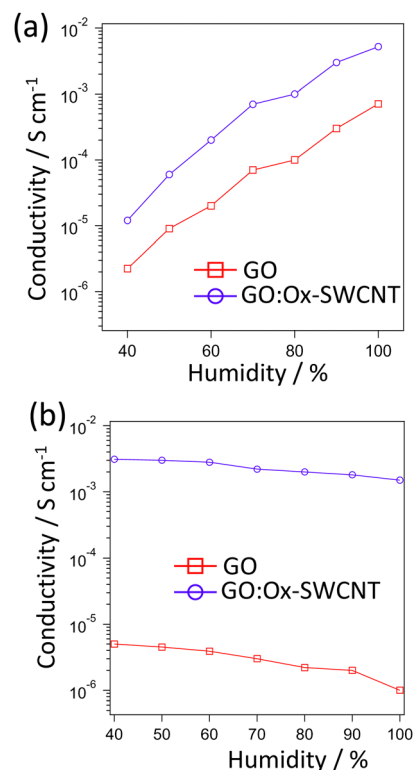 (a)
Conductivity / S cm⁻¹
10⁻²
10⁻³
10⁻⁴
10⁻⁵
10⁻⁶
GO
GO:Ox-SWCNT
40 60 80 100
Humidity / %
(b)
Conductivity / S cm⁻¹
10⁻²
10⁻³
10⁻⁴
10⁻⁵
10⁻⁶
GO
GO:Ox-SWCNT
40 50 60 70 80 90 100
Humidity / %